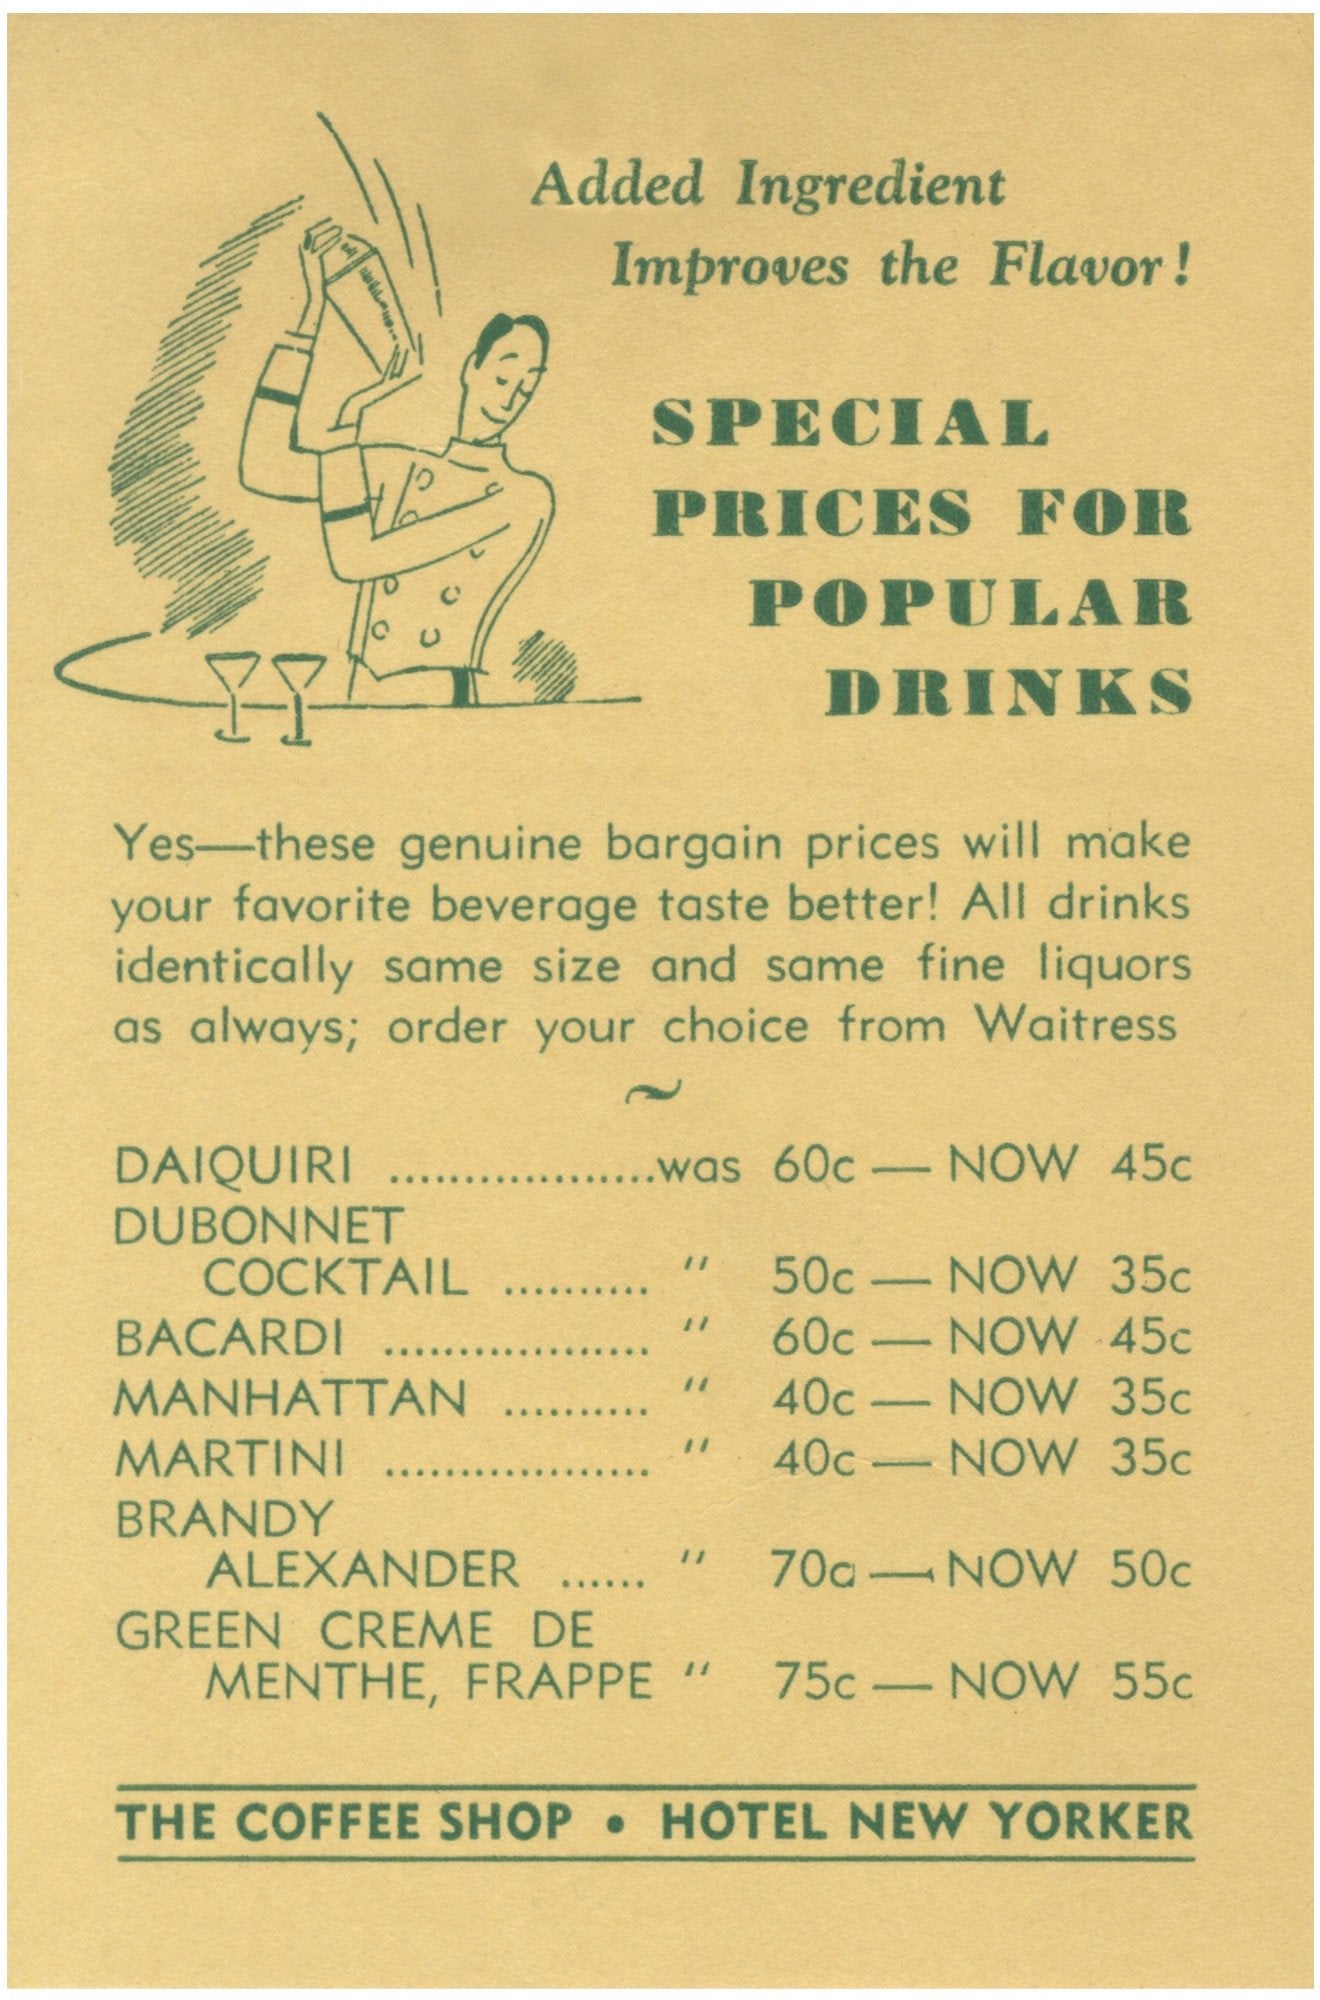 Added Ingredient
Improves the Flavor!
SPECIAL
PRICES FOR
POPULAR
DRINKS
Yes—these genuine bargain prices will make
your favorite beverage taste better! All drinks
identically same size and same fine liquors
as always; order your choice from Waitress
~
DAIQUIRI ..................was 60c — NOW 45c
DUBONNET
COCKTAIL .......... " 50c — NOW 35c
BACARDI .................. " 60c — NOW 45c
MANHATTAN .......... " 40c — NOW 35c
MARTINI .................. " 40c — NOW 35c
BRANDY
ALEXANDER ...... " 70c — NOW 50c
GREEN CREME DE
MENTHE, FRAPPE " 75c — NOW 55c
THE COFFEE SHOP • HOTEL NEW YORKER